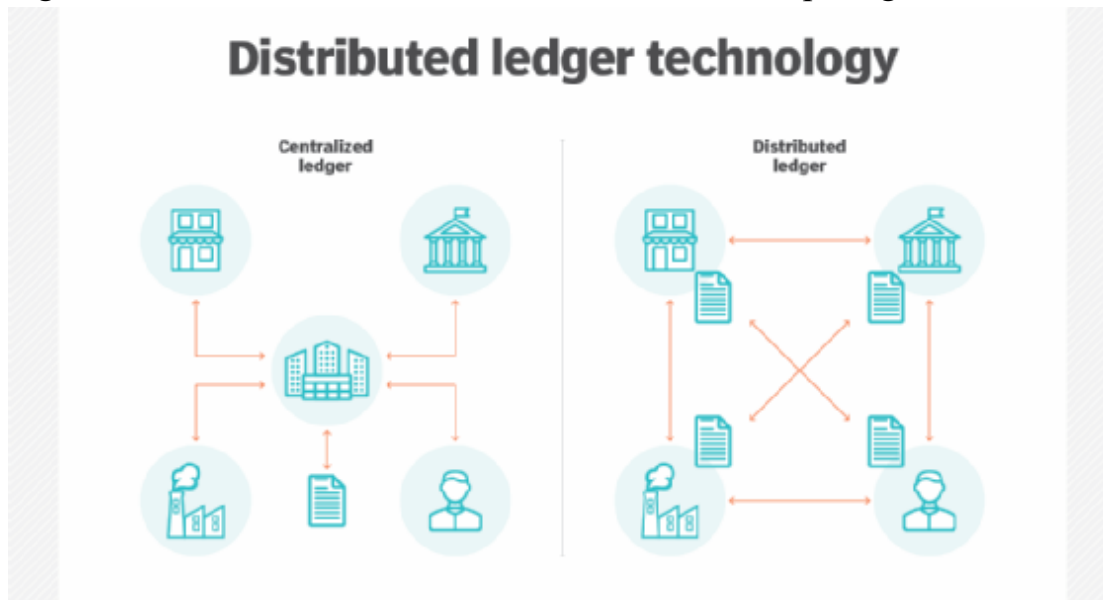 Distributed ledger technology
Centralized
ledger
Distributed
ledger